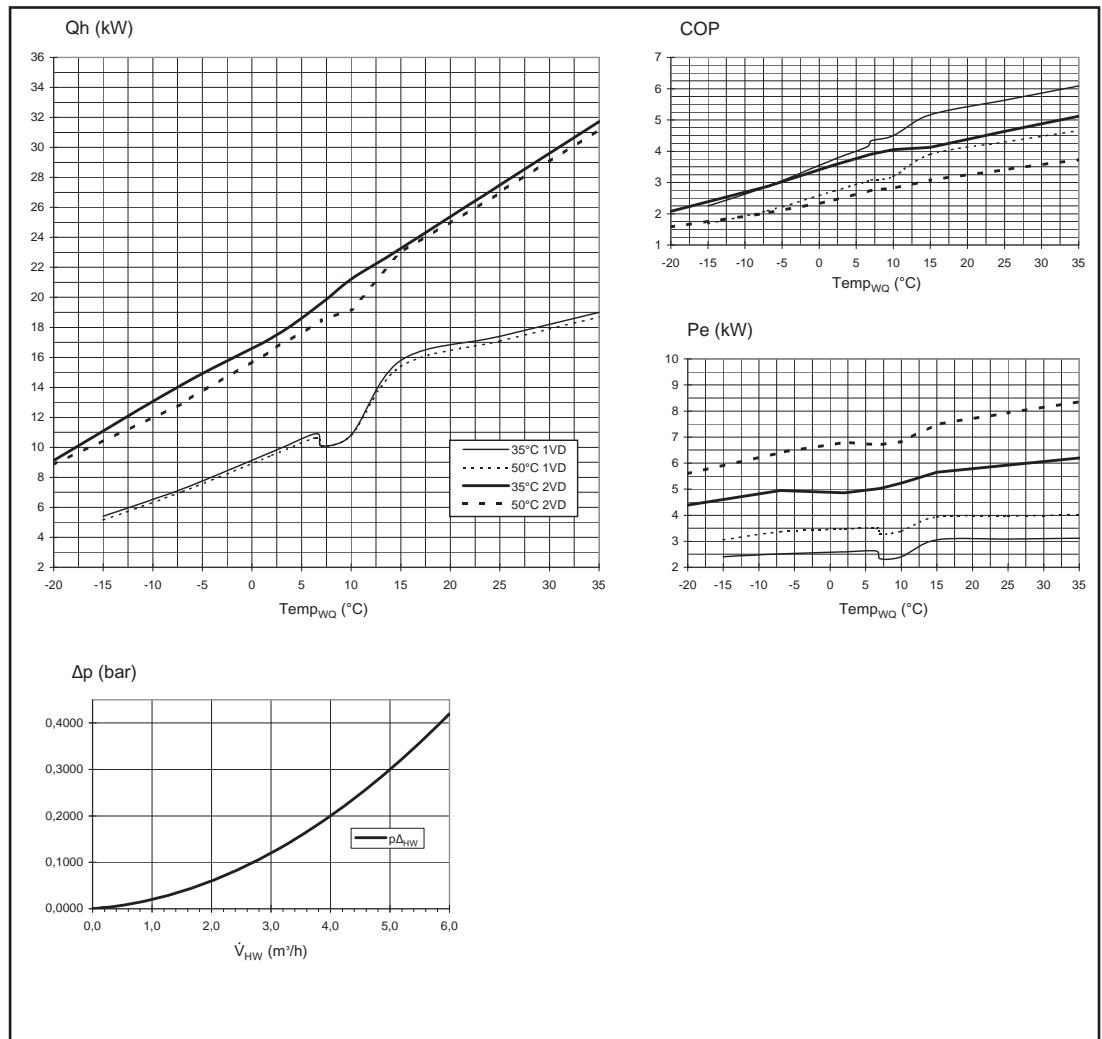 Qh (kW)
36
34
32
30
28
26
24
22
20
18
16
14
12
10
8
6
4
2
-20 -15 -10 -5 0 5 10 15 20 25 30 35
Temp_WQ (°C)
35°C 1VD
50°C 1VD
35°C 2VD
50°C 2VD
COP
7
6
5
4
3
2
1
-20 -15 -10 -5 0 5 10 15 20 25 30 35
Temp_WQ (°C)
Pe (kW)
10
9
8
7
6
5
4
3
2
-20 -15 -10 -5 0 5 10 15 20 25 30 35
Temp_WQ (°C)
Δp (bar)
0,4000
0,3000
0,2000
0,1000
0,0000
0,0 1,0 2,0 3,0 4,0 5,0 6,0
pΔ_HW
V̇_HW (m³/h)